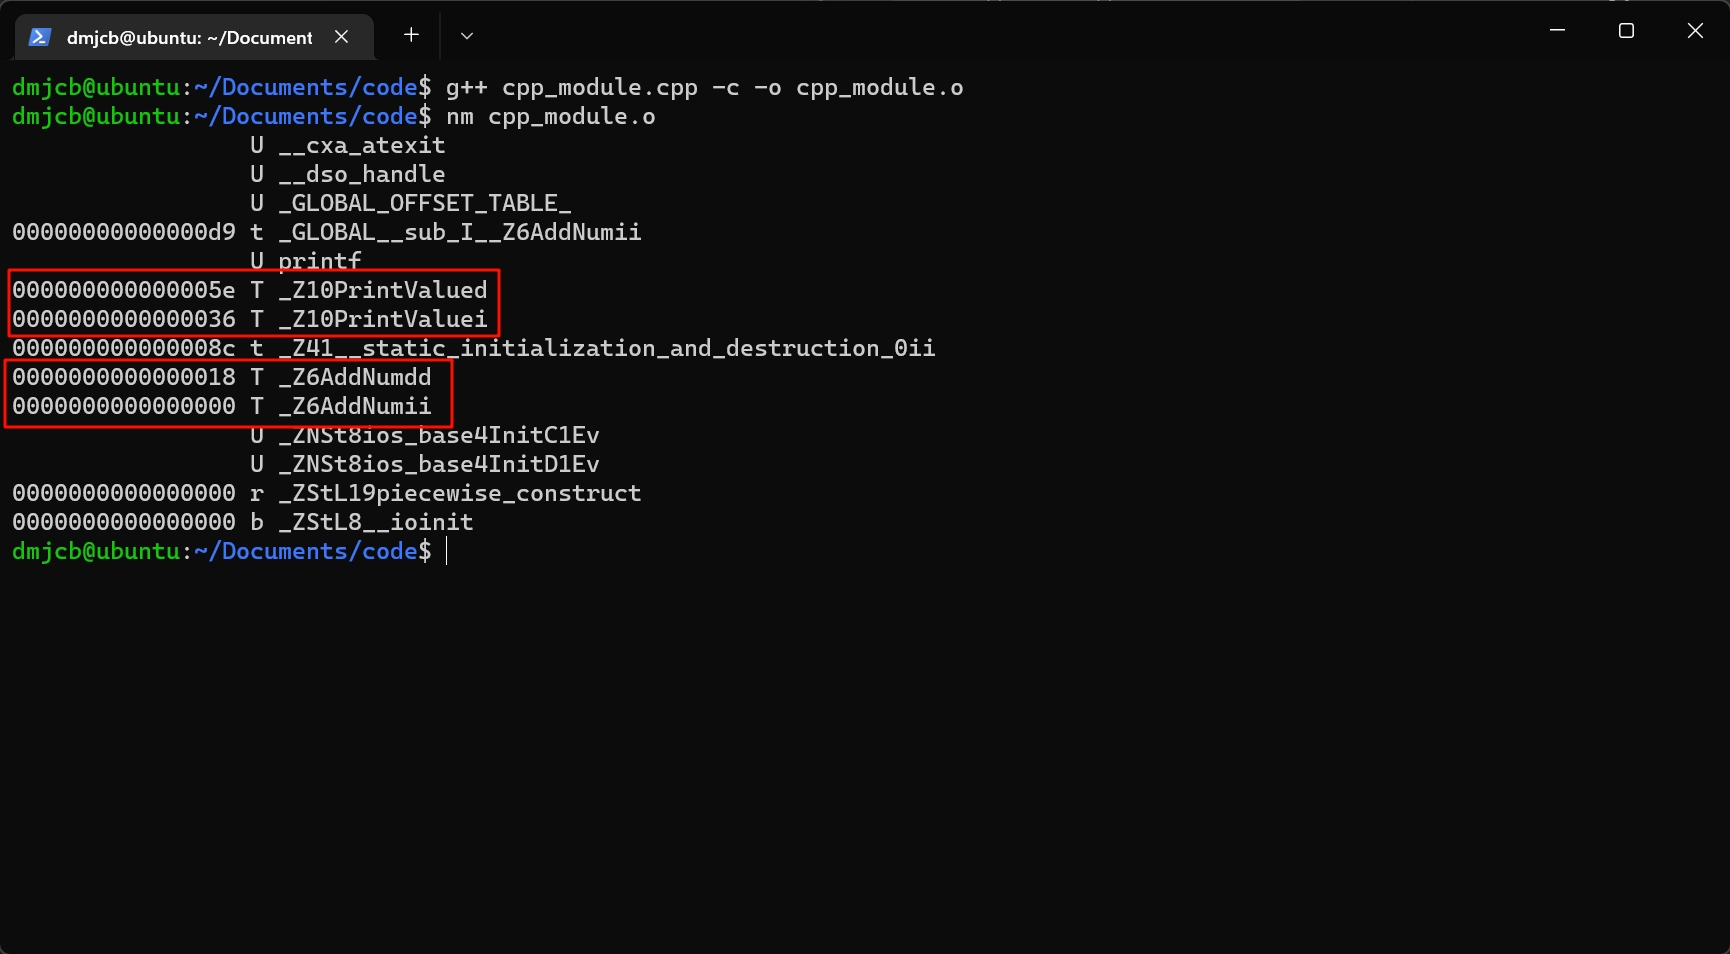 dmjcb@ubuntu: ~/Document
dmjcb@ubuntu:~/Documents/code$ g++ cpp_module.cpp -c -o cpp_module.o
dmjcb@ubuntu:~/Documents/code$ nm cpp_module.o
                 U __cxa_atexit
                 U __dso_handle
                 U _GLOBAL_OFFSET_TABLE_
00000000000000d9 t _GLOBAL__sub_I__Z6AddNumii
                 U printf
000000000000005e T _Z10PrintValued
0000000000000036 T _Z10PrintValuei
000000000000008c t _Z41__static_initialization_and_destruction_0ii
0000000000000018 T _Z6AddNumdd
0000000000000000 T _Z6AddNumii
                 U _ZNSt8ios_base4InitC1Ev
                 U _ZNSt8ios_base4InitD1Ev
0000000000000000 r _ZStL19piecewise_construct
0000000000000000 b _ZStL8__ioinit
dmjcb@ubuntu:~/Documents/code$